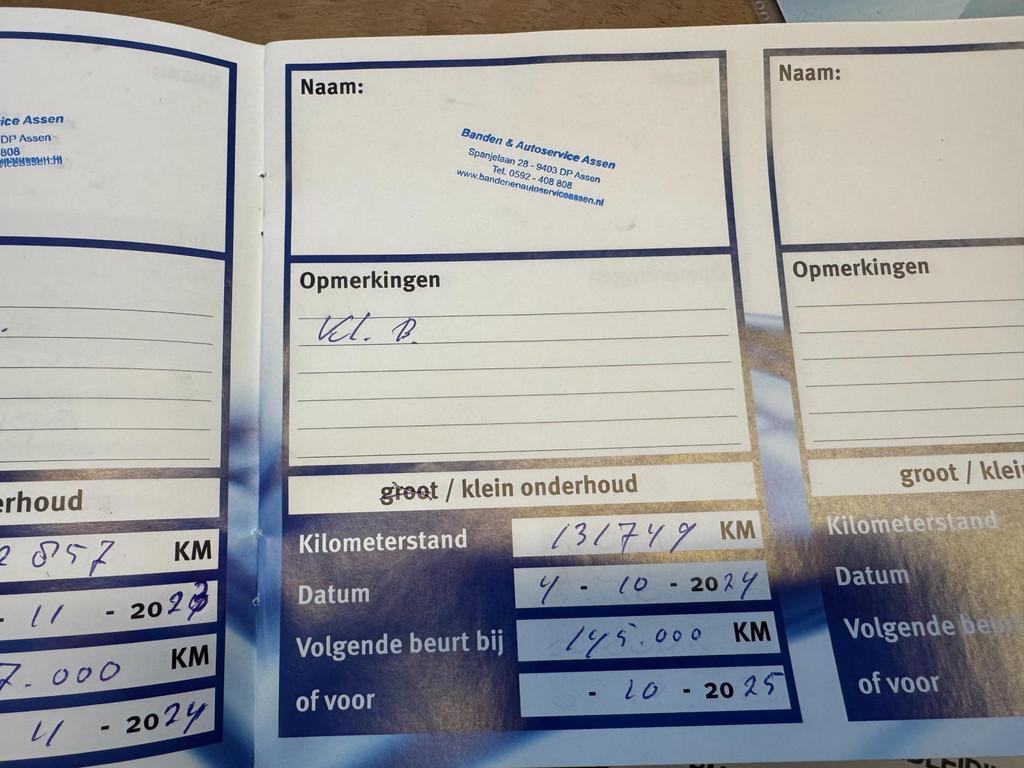 ice Assen
DP Assen
808
viceassen.nl
erhoud
2857 KM
- 11 - 2023
7.000 KM
11 - 2024
Naam:
Banden & Autoservice Assen
Spanjelaan 28 - 9403 DP Assen
Tel. 0592 - 408 808
www.bandenenautoserviceassen.nl
Opmerkingen
Kl. B.
groot / klein onderhoud
Kilometerstand 131749 KM
Datum 4 - 10 - 2024
Volgende beurt bij 145.000 KM
of voor - 10 - 2025
Naam:
Opmerkingen
groot / klei
Kilometerstand
Datum
Volgende beu
of voor